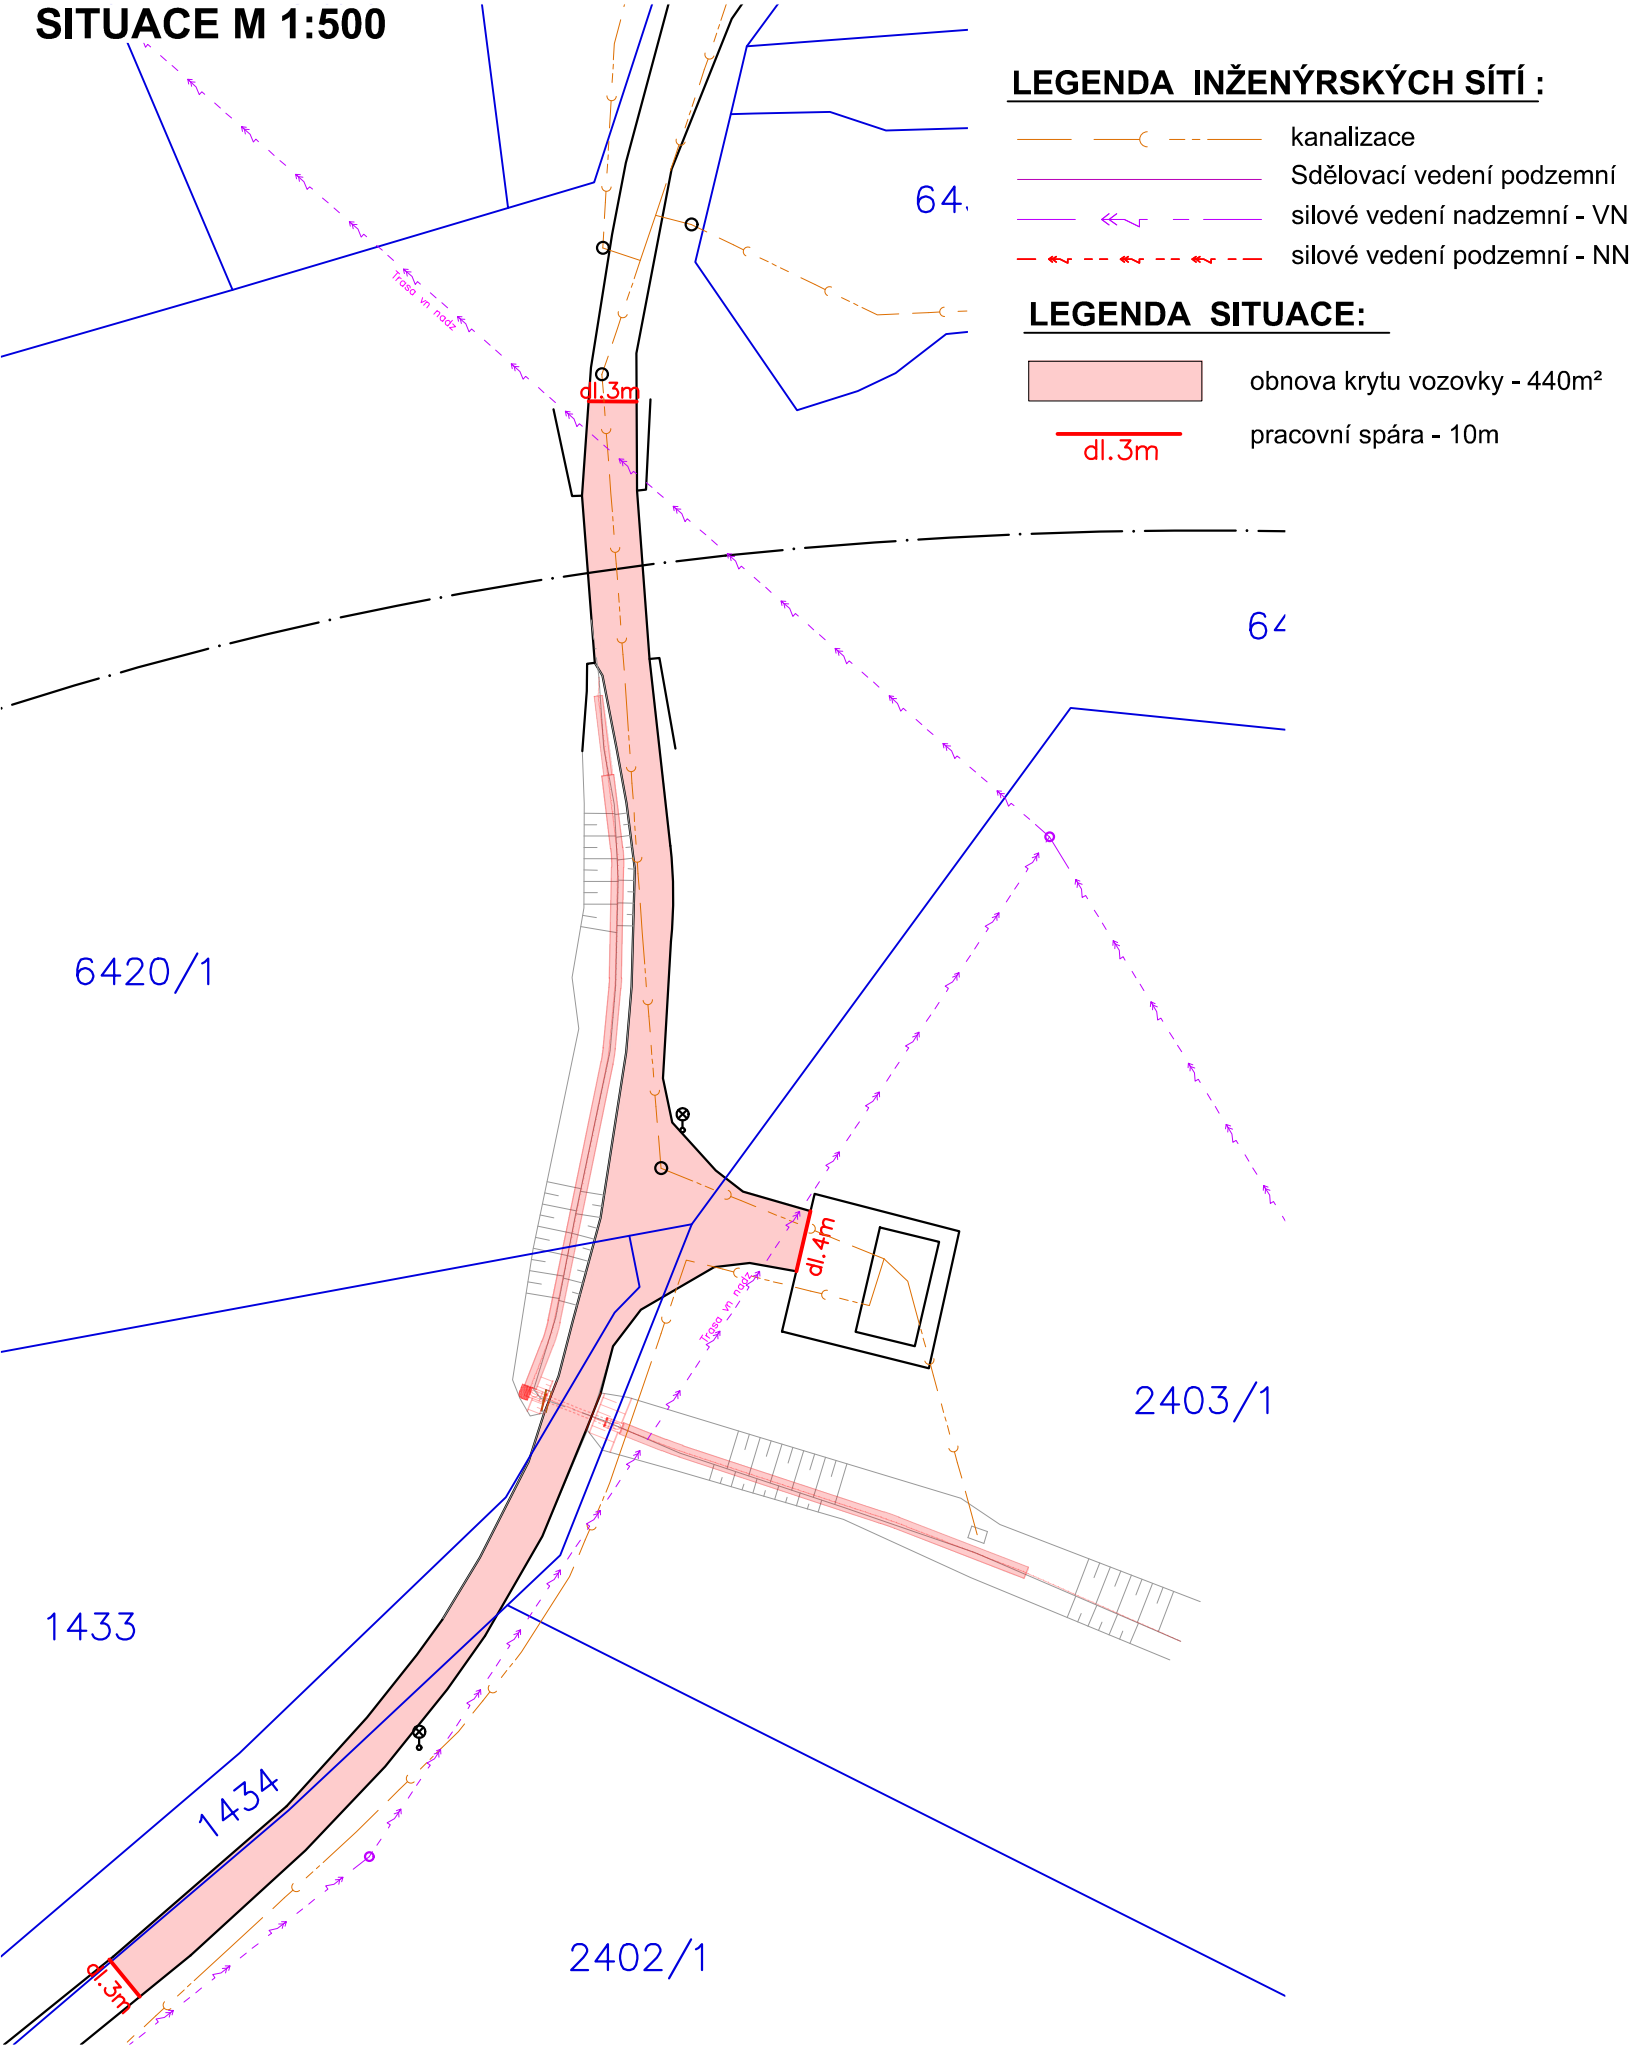 SITUACE M 1:500
LEGENDA INŽENÝRSKÝCH SÍTÍ :
kanalizace
Sdělovací vedení podzemní
silové vedení nadzemní - VN
silové vedení podzemní - NN
LEGENDA SITUACE:
obnova krytu vozovky - 440m²
pracovní spára - 10m
dl.3m
64
Trasa vn nadz
dl.3m
64
6420/1
dl.4m
Trasa vn nadz
2403/1
1433
1434
2402/1
dl.3m